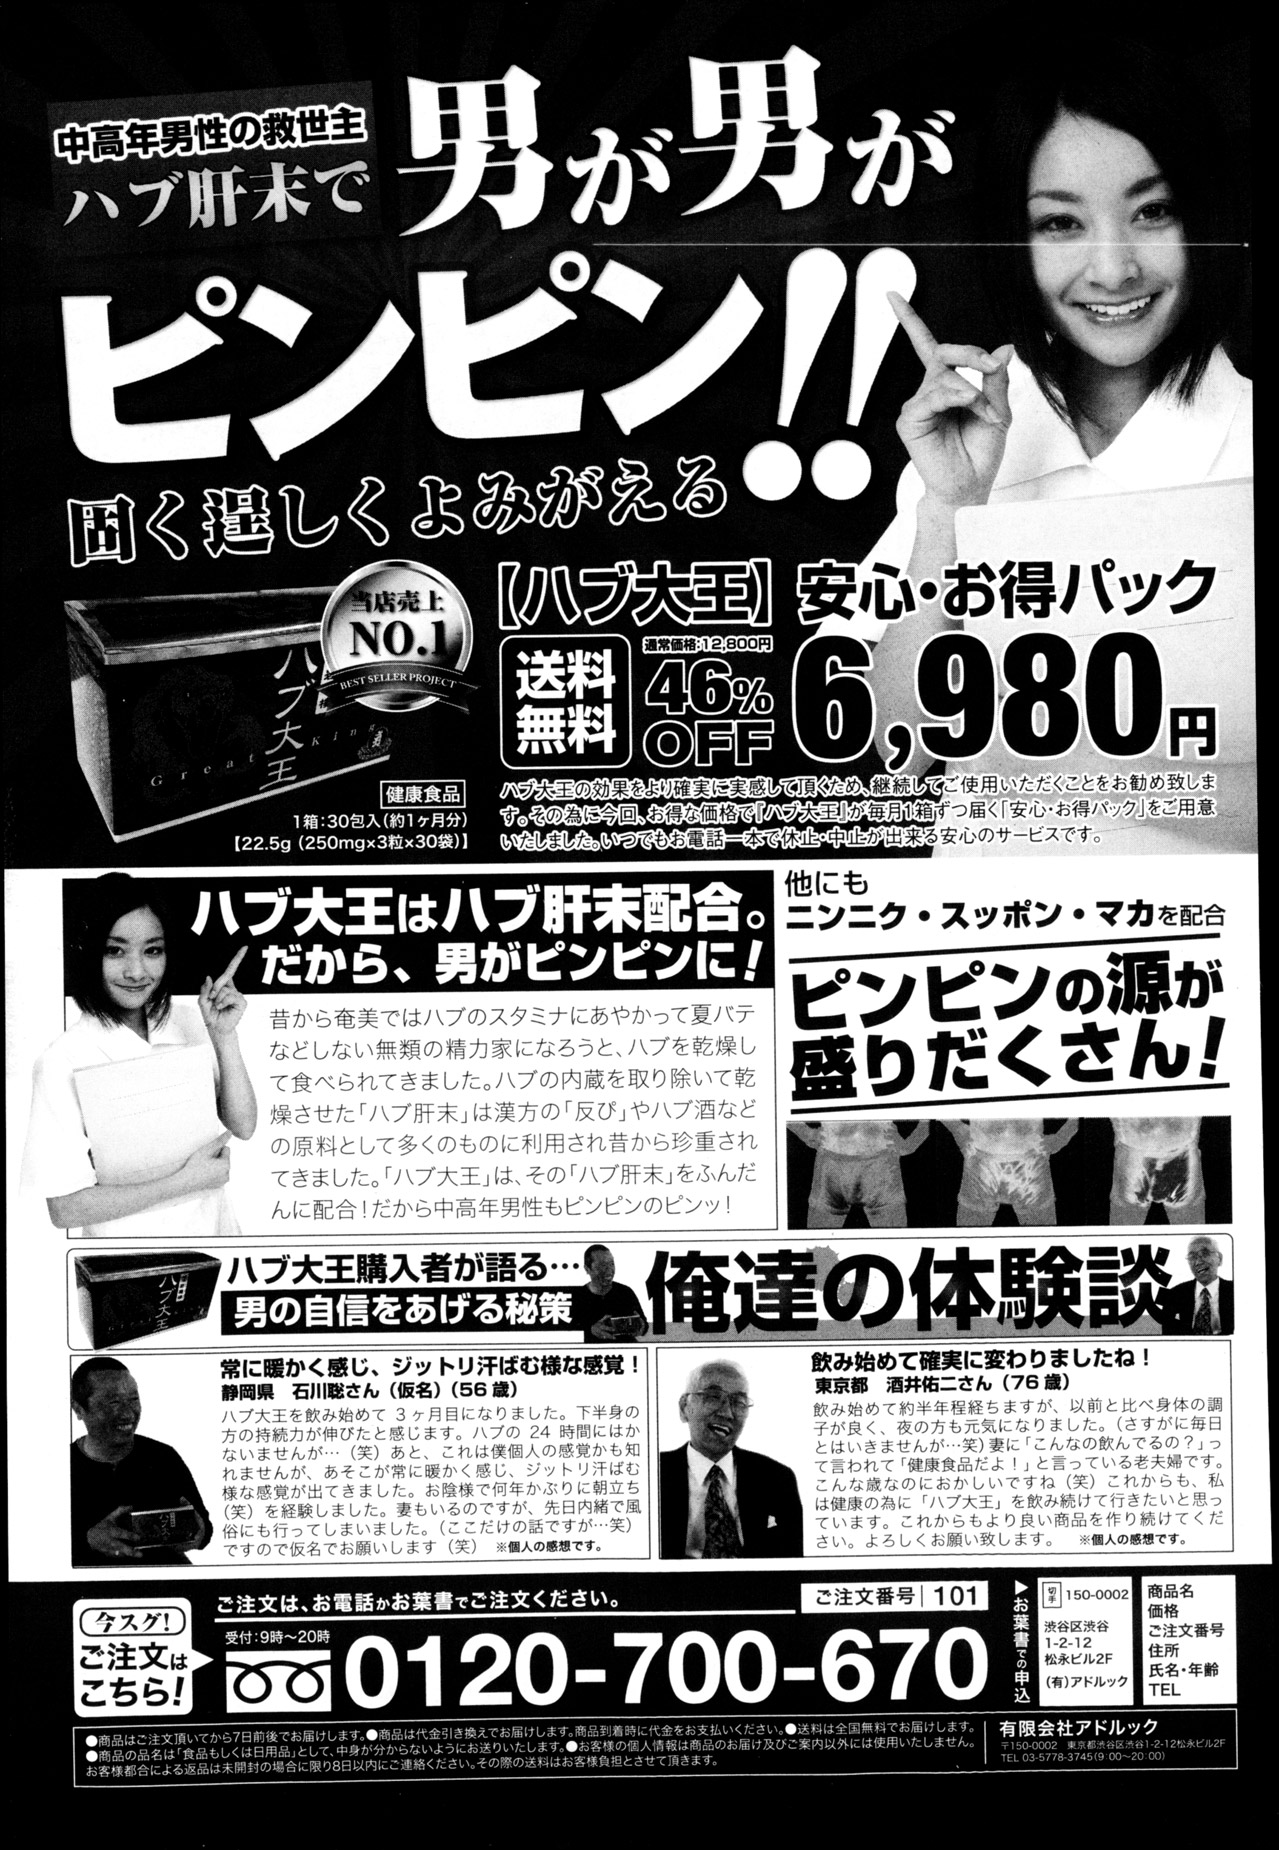 中高年男性の救世主
ハブ肝末で
男が男が
ピンピン!!
固く逞しくよみがえる
当店売上
NO.1
BEST SELLER PROJECT
ハブ大王
Great King
健康食品
1箱:30包入(約1ヶ月分)
【22.5g (250mg×3粒×30袋)】
【ハブ大王】安心・お得パック
送料
無料
通常価格:12,800円
46%
OFF
6,980円
ハブ大王の効果をより確実に実感して頂くため、継続してご使用いただくことをお勧め致しま
す。その為に今回、お得な価格で「ハブ大王」が毎月1箱ずつ届く「安心・お得パック」をご用意
いたしました。いつでもお電話一本で休止・中止が出来る安心のサービスです。
ハブ大王はハブ肝末配合。
だから、男がピンピンに!
昔から奄美ではハブのスタミナにあやかって夏バテ
などしない無類の精力家になろうと、ハブを乾燥し
て食べられてきました。ハブの内蔵を取り除いて乾
燥させた「ハブ肝末」は漢方の「反ぴ」やハブ酒など
の原料として多くのものに利用され昔から珍重され
てきました。「ハブ大王」は、その「ハブ肝末」をふんだ
んに配合!だから中高年男性もピンピンのピンッ!
他にも
ニンニク・スッポン・マカを配合
ピンピンの源が
盛りだくさん!
ハブ大王
ハブ大王購入者が語る…
男の自信をあげる秘策
俺達の体験談
常に暖かく感じ、ジットリ汗ばむ様な感覚!
静岡県 石川聡さん(仮名)(56歳)
ハブ大王を飲み始めて 3ヶ月目になりました。下半身の
方の持続力が伸びたと感じます。ハブの 24 時間にはか
ないませんが…(笑)あと、これは僕個人の感覚かも知
れませんが、あそこが常に暖かく感じ、ジットリ汗ばむ
様な感覚が出てきました。お陰様で何年かぶりに朝立ち
(笑)を経験しました。妻もいるのですが、先日内緒で風
俗にも行ってしまいました。(ここだけの話ですが…笑)
ですので仮名でお願いします(笑) ※個人の感想です。
飲み始めて確実に変わりましたね!
東京都 酒井佑二さん(76歳)
飲み始めて約半年程経ちますが、以前と比べ身体の調
子が良く、夜の方も元気になりました。(さすがに毎日
とはいきませんが…笑)妻に「こんなの飲んでるの?」っ
て言われて「健康食品だよ!」と言っている老夫婦です。
こんな歳なのにおかしいですね(笑)これからも、私
は健康の為に「ハブ大王」を飲み続けて行きたいと思っ
ています。これからもより良い商品を作り続けてくだ
さい。よろしくお願い致します。 ※個人の感想です。
今スグ!
ご注文は
こちら!
ご注文は、お電話かお葉書でご注文ください。
ご注文番号 101
受付:9時〜20時
0120-700-670
▶お葉書での申込
切手
150-0002
渋谷区渋谷
1-2-12
松永ビル2F
(有)アドルック
商品名
価格
ご注文番号
住所
氏名・年齢
TEL
●商品はご注文頂いてから7日前後でお届けします。●商品は代金引き換えでお届けします。商品到着時に代金をお支払いください。●送料は全国無料でお届けします。
●商品の品名は「食品もしくは日用品」として、中身が分からないようにお送りいたします。●お客様の個人情報は商品のお届け及びご案内以外には使用いたしません。
お客様都合による返品は未開封の場合に限り8日以内にご連絡ください。その際の送料はお客様負担とさせて頂きます。
有限会社アドルック
〒150-0002 東京都渋谷区渋谷1-2-12松永ビル2F
TEL 03-5778-3745(9:00〜20:00)